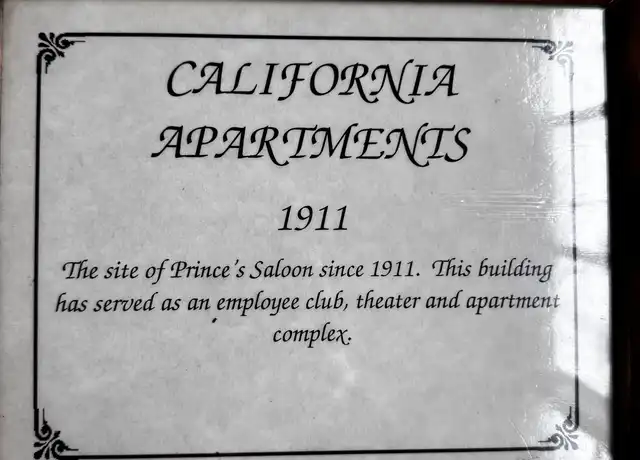 CALIFORNIA
APARTMENTS
1911
The site of Prince's Saloon since 1911. This building
has served as an employee club, theater and apartment
complex.